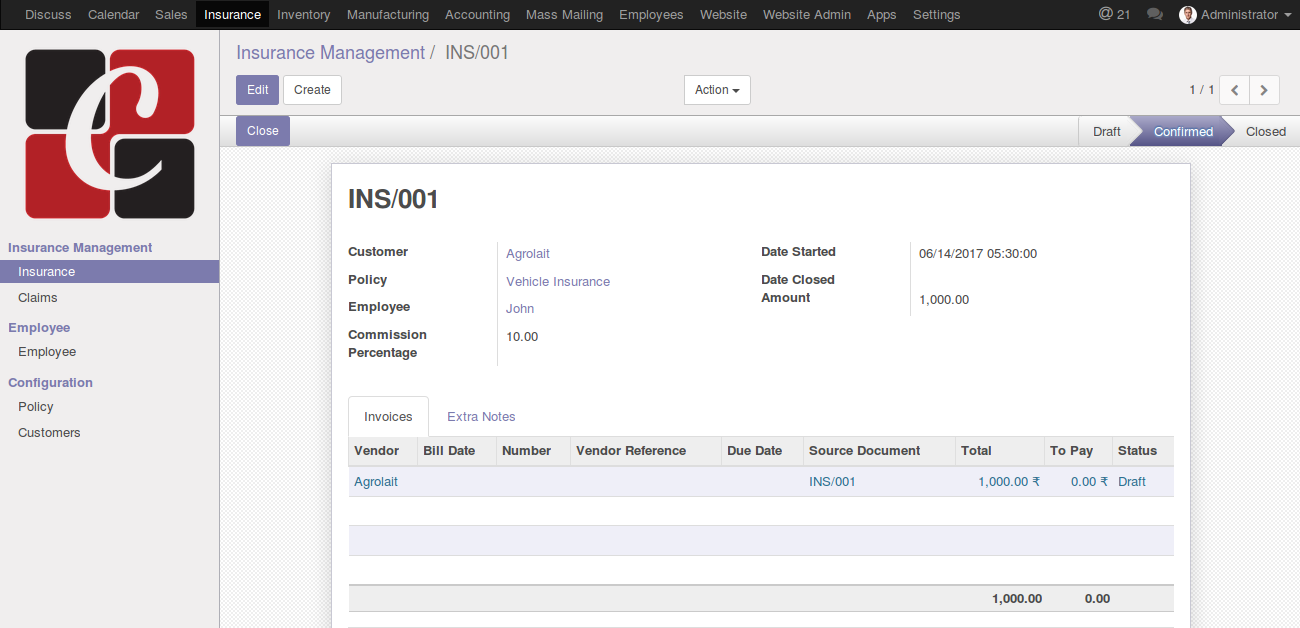 Discuss Calendar Sales Insurance Inventory Manufacturing Accounting Mass Mailing Employees Website Website Admin Apps Settings @ 21 Administrator
Insurance Management / INS/001
Edit Create Action 1 / 1
Close Draft Confirmed Closed
C
Insurance Management
Insurance
Claims
Employee
Employee
Configuration
Policy
Customers
INS/001
Customer Agrolait
Policy Vehicle Insurance
Employee John
Commission Percentage 10.00
Date Started 06/14/2017 05:30:00
Date Closed
Amount 1,000.00
Invoices Extra Notes
Vendor Bill Date Number Vendor Reference Due Date Source Document Total To Pay Status
Agrolait INS/001 1,000.00 ₹ 0.00 ₹ Draft
1,000.00 0.00